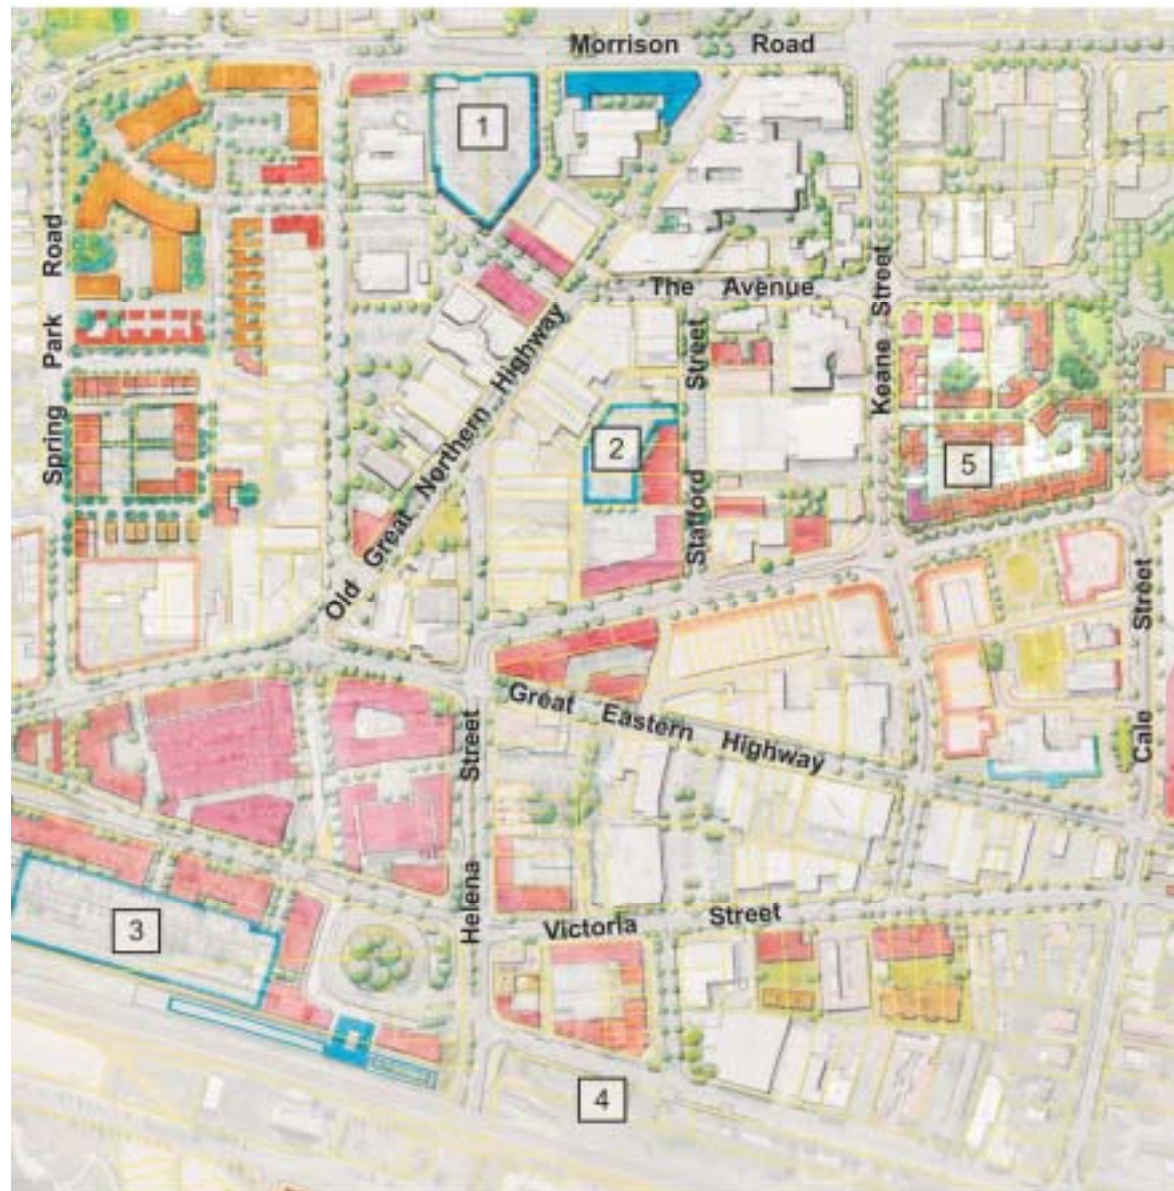 Morrison Road
1
Spring Park Road
The Avenue
Keane Street
Old Great Northern Highway
Stafford Street
2
5
Great Eastern Highway
Helena Street
Cale Street
3
Victoria Street
4